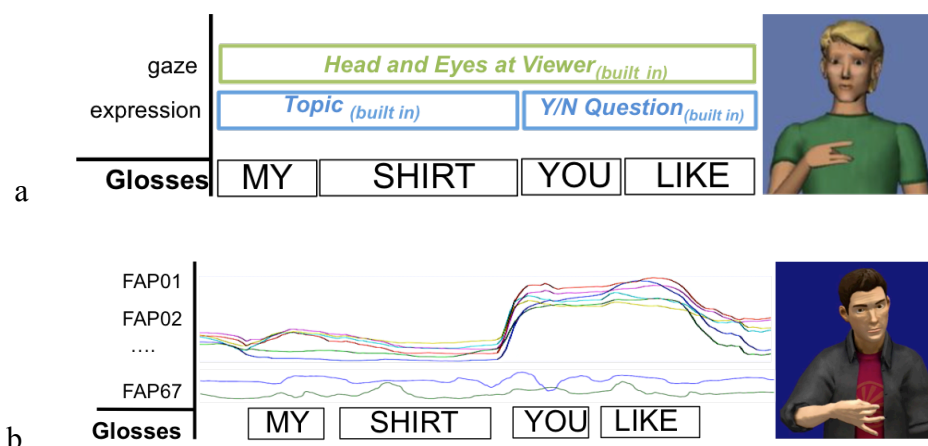 gaze
Head and Eyes at Viewer(built in)
expression
Topic (built in)
Y/N Question(built in)
Glosses
MY
SHIRT
YOU
LIKE
a
FAP01
FAP02
....
FAP67
Glosses
MY
SHIRT
YOU
LIKE
b